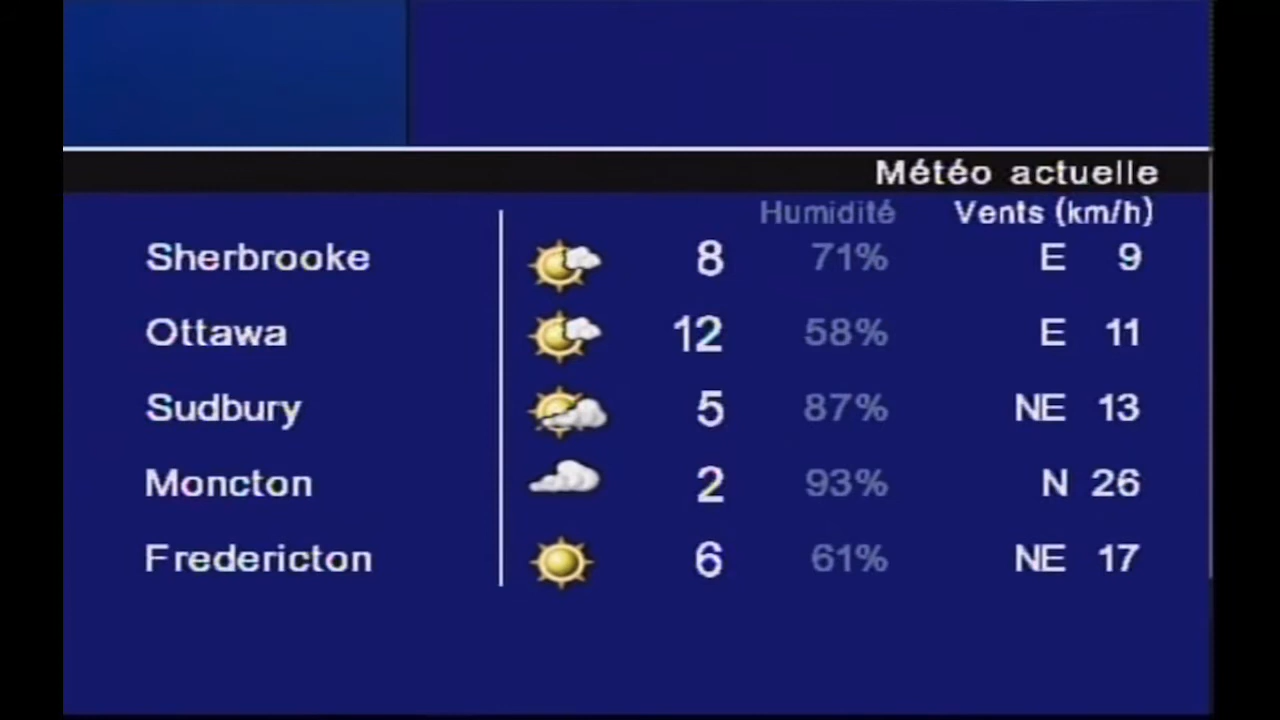 Météo actuelle
Humidité Vents (km/h)
Sherbrooke 8 71% E 9
Ottawa 12 58% E 11
Sudbury 5 87% NE 13
Moncton 2 93% N 26
Fredericton 6 61% NE 17